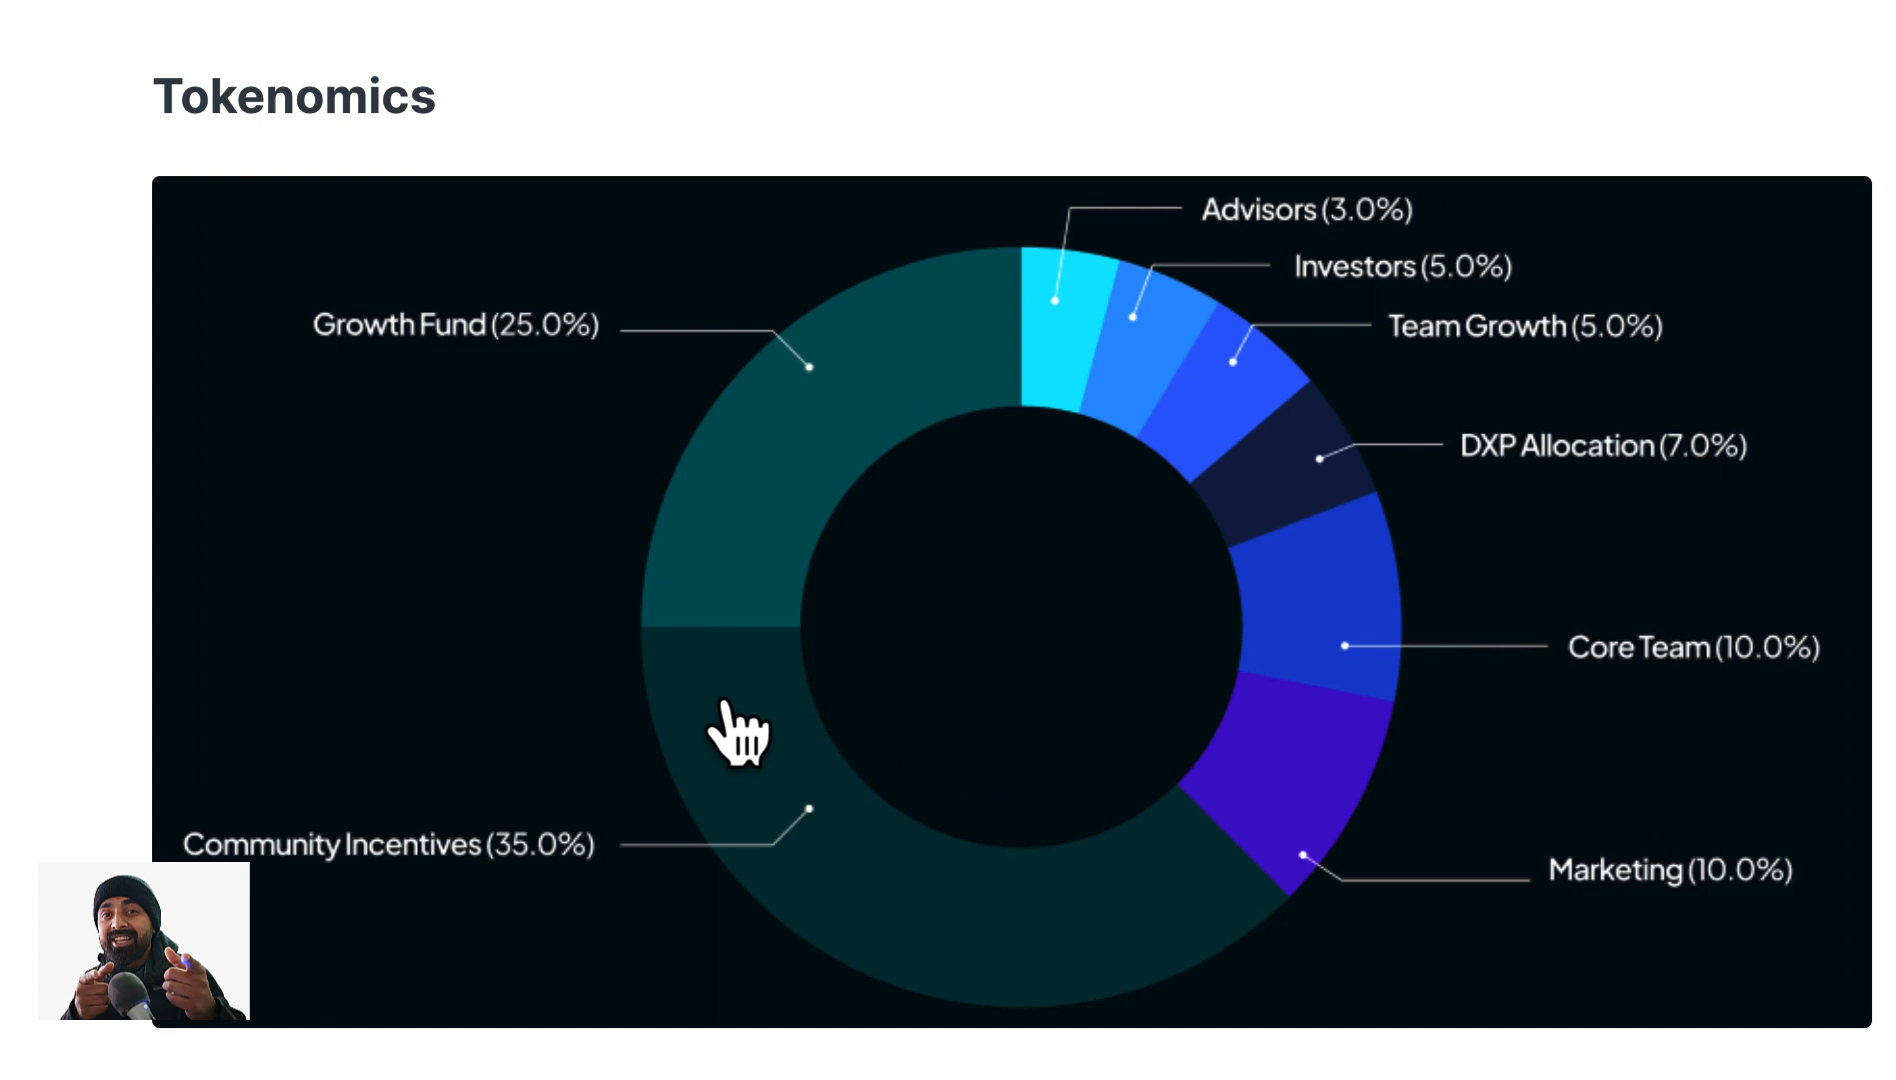 Tokenomics
Advisors (3.0%)
Investors (5.0%)
Growth Fund (25.0%)
Team Growth (5.0%)
DXP Allocation (7.0%)
Core Team (10.0%)
Community Incentives (35.0%)
Marketing (10.0%)